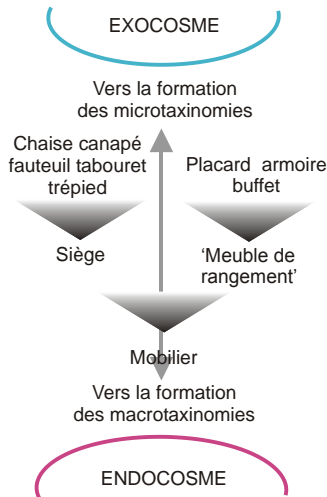 EXOCOSME
Vers la formation
des microtaxinomies
Chaise canapé
fauteuil tabouret
trépied
Placard armoire
buffet
Siège
‘Meuble de
rangement’
Mobilier
Vers la formation
des macrotaxinomies
ENDOCOSME